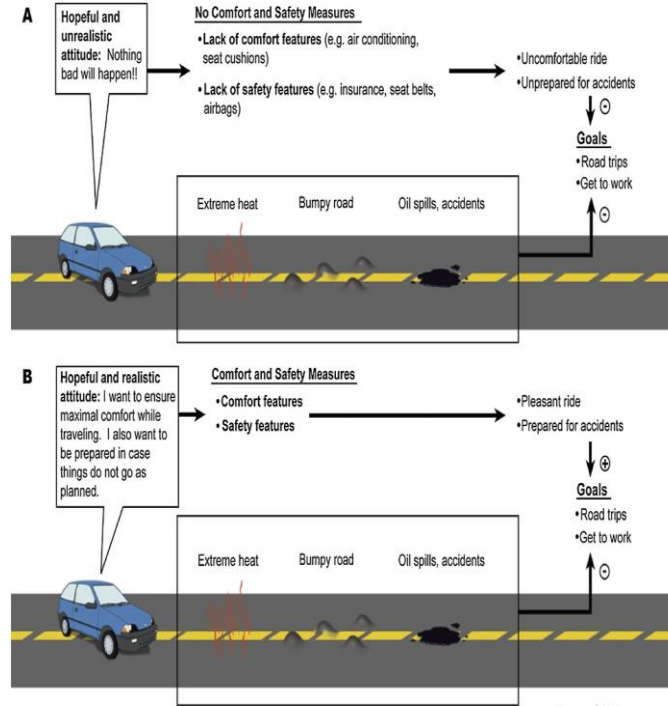 A
Hopeful and
unrealistic
attitude: Nothing
bad will happen!!
No Comfort and Safety Measures
•Lack of comfort features (e.g. air conditioning,
seat cushions)
•Lack of safety features (e.g. insurance, seat belts,
airbags)
•Uncomfortable ride
•Unprepared for accidents
-
Goals
•Road trips
•Get to work
-
Extreme heat
Bumpy road
Oil spills, accidents
B
Hopeful and realistic
attitude: I want to ensure
maximal comfort while
traveling. I also want to
be prepared in case
things do not go as
planned.
Comfort and Safety Measures
•Comfort features
•Safety features
•Pleasant ride
•Prepared for accidents
+
Goals
•Road trips
•Get to work
-
Extreme heat
Bumpy road
Oil spills, accidents